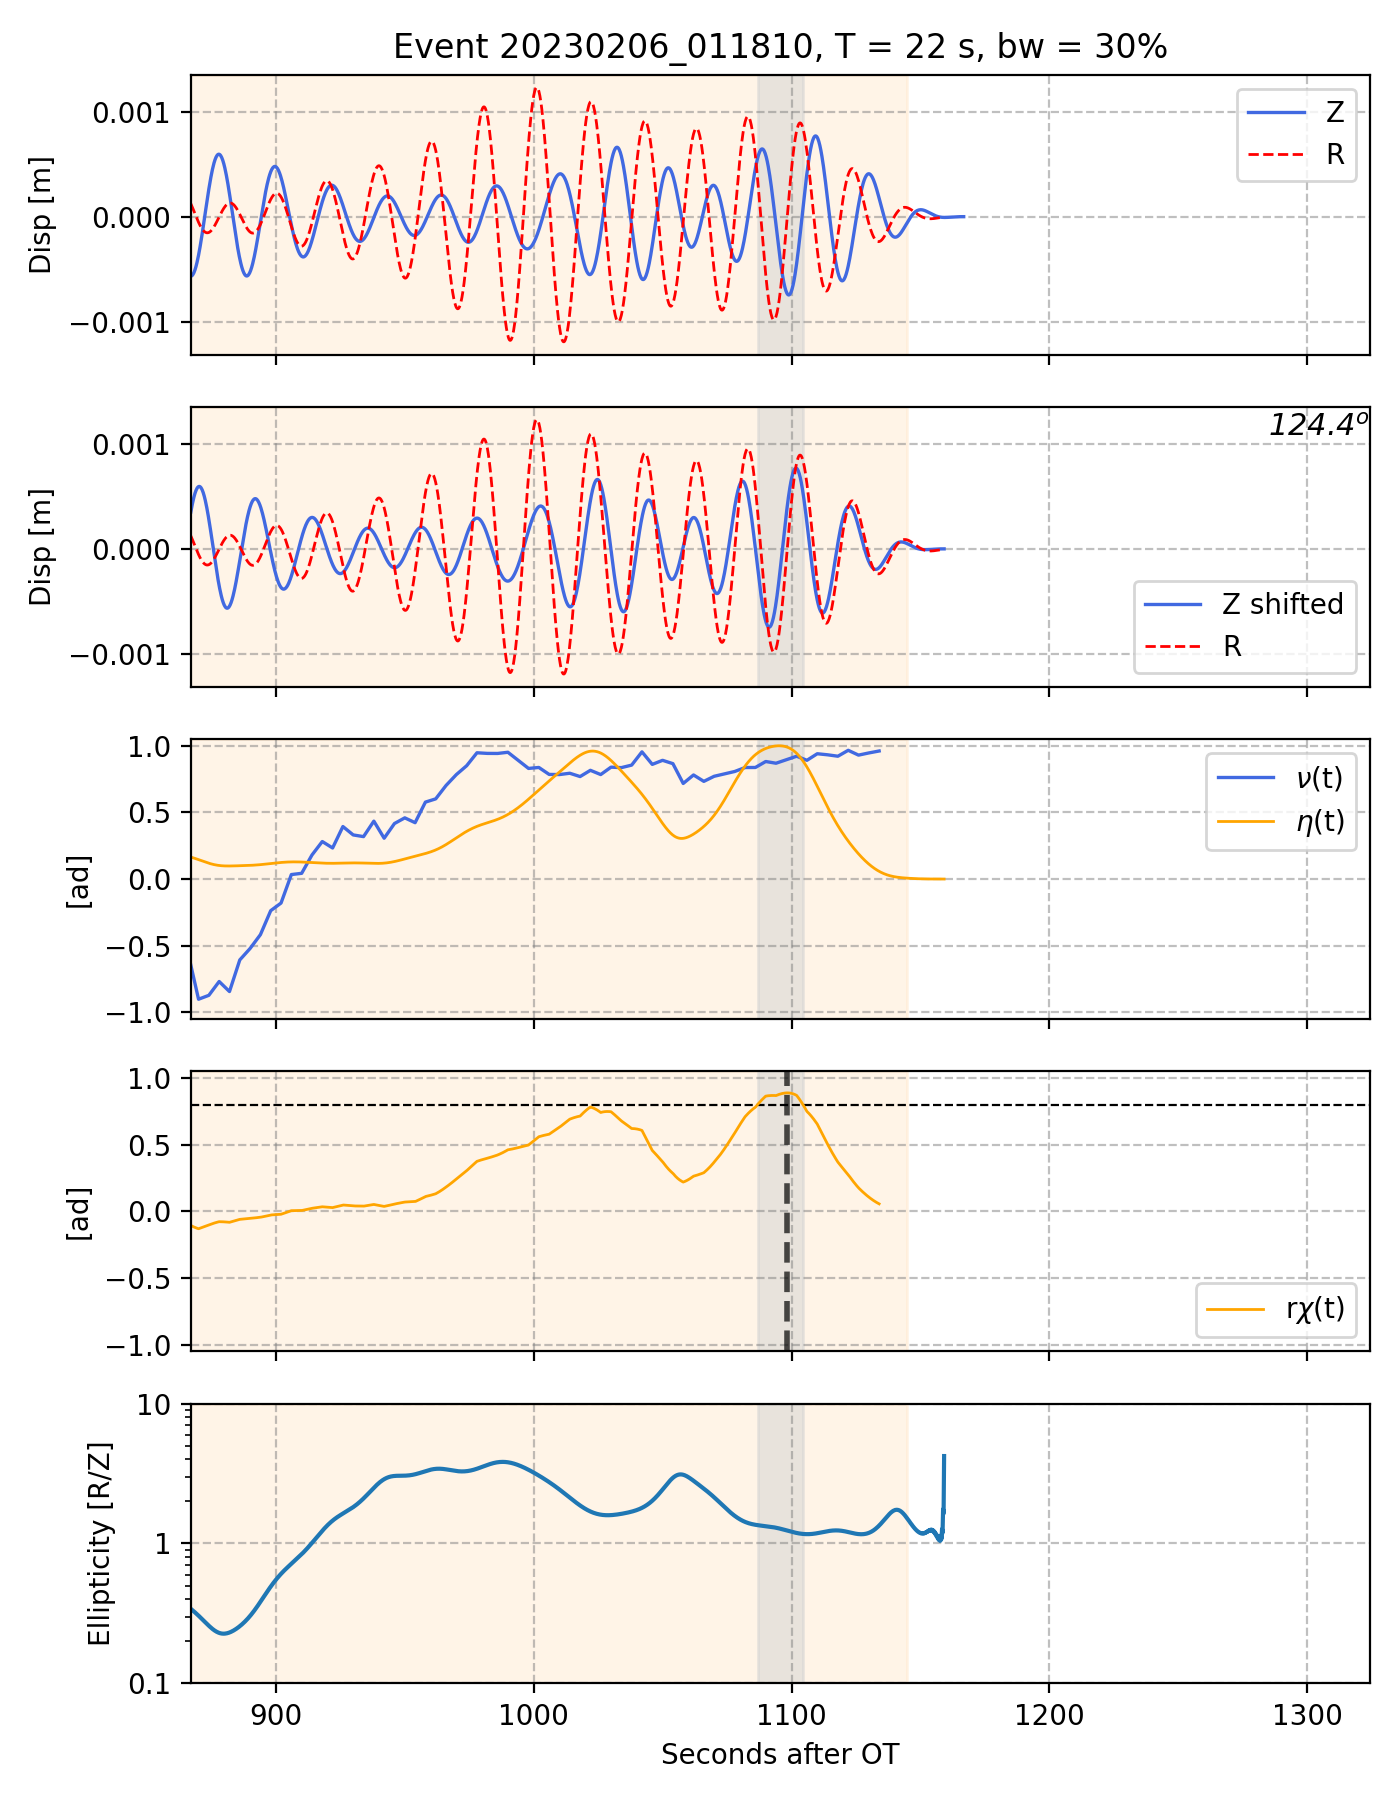 Event 20230206_011810, T = 22 s, bw = 30%
Disp [m]
0.001
0.000
−0.001
Z
R
Disp [m]
0.001
0.000
−0.001
124.4°
Z shifted
R
[ad]
1.0
0.5
0.0
−0.5
−1.0
ν(t)
η(t)
[ad]
1.0
0.5
0.0
−0.5
−1.0
rχ(t)
Ellipticity [R/Z]
10
1
0.1
900
1000
1100
1200
1300
Seconds after OT